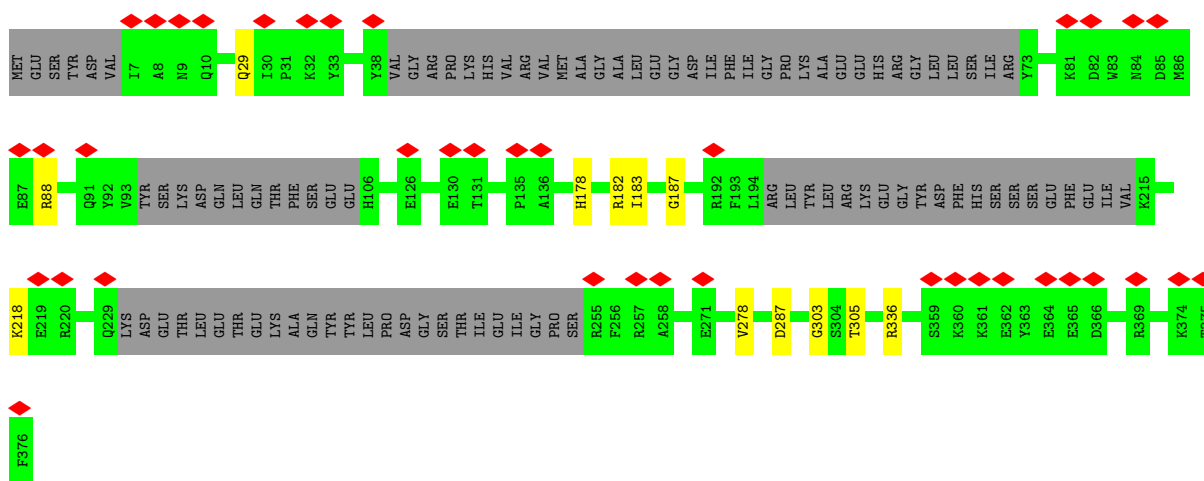 MET GLU SER TYR ASP VAL I7 A8 N9 Q10 Q29 I30 P31 K32 Y33 Y38 VAL GLY ARG PRO LYS HIS VAL ARG VAL MET ALA GLY ALA LEU GLU GLY ASP ILE PHE ILE GLY PRO LYS ALA GLU GLU HIS ARG GLY LEU LEU SER ILE ARG Y73 K81 D82 W83 N84 D85 M86
E87 R88 Q91 Y92 V93 TYR SER LYS ASP GLN LEU GLN THR PHE SER GLU GLU H106 E126 E130 T131 P135 A136 H178 R182 I183 G187 R192 F193 L194 ARG LEU TYR LEU ARG LYS GLU GLY TYR ASP PHE HIS SER SER SER GLU PHE GLU ILE VAL K215
K218 E219 R220 Q229 LYS ASP GLU THR LEU GLU THR GLU LYS ALA GLN TYR TYR LEU PRO ASP GLY SER THR ILE GLU ILE GLY PRO SER R255 F256 R257 A258 E271 V278 D287 G303 S304 T305 R336 S359 K360 K361 E362 Y363 E364 E365 D366 R369 K374
F376